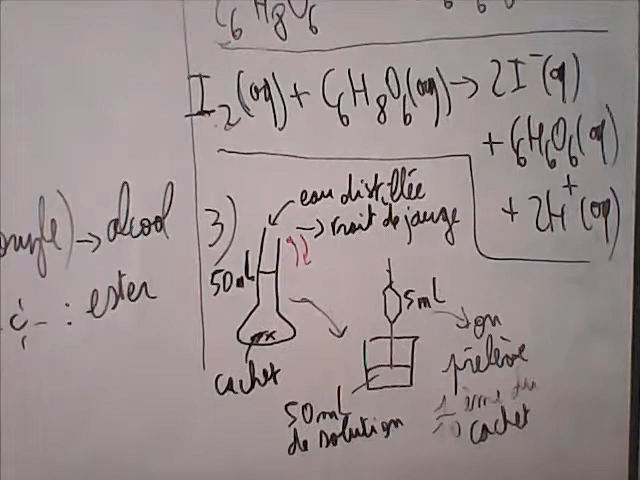 C6H8O6
I2(aq) + C6H8O6(aq) → 2I⁻(aq)
+ C6H6O6(aq)
+ 2H⁺(aq)
→ alcool
: ester
3)
eau distillée
→ trait de jauge
50mL
cachet
5mL
→ on
prélève
1/10 ème du
cachet
50mL
de solution